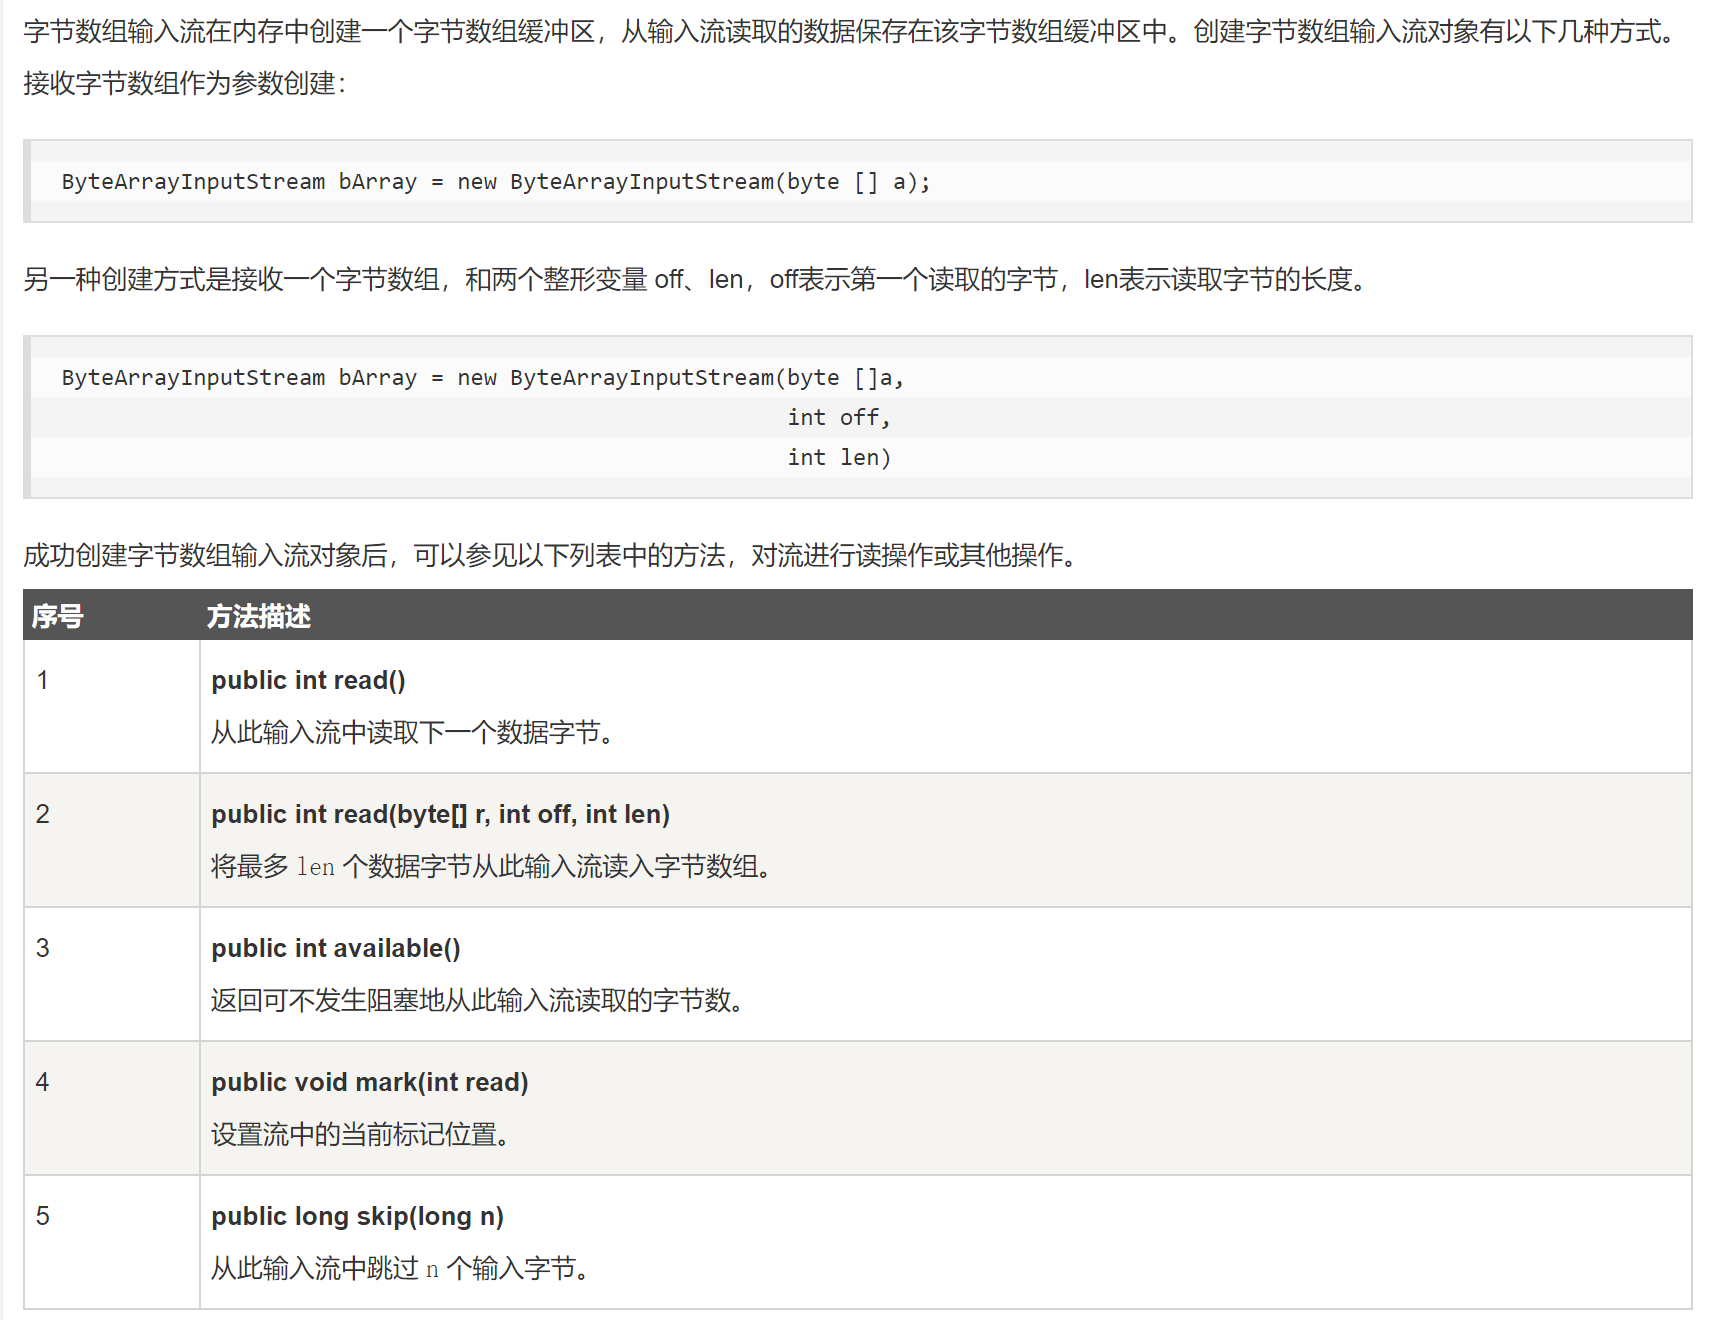 字节数组输入流在内存中创建一个字节数组缓冲区，从输入流读取的数据保存在该字节数组缓冲区中。创建字节数组输入流对象有以下几种方式。
接收字节数组作为参数创建：
ByteArrayInputStream bArray = new ByteArrayInputStream(byte [] a);
另一种创建方式是接收一个字节数组，和两个整形变量 off、len，off表示第一个读取的字节，len表示读取字节的长度。
ByteArrayInputStream bArray = new ByteArrayInputStream(byte []a,
int off,
int len)
成功创建字节数组输入流对象后，可以参见以下列表中的方法，对流进行读操作或其他操作。
序号 方法描述
1 public int read()
从此输入流中读取下一个数据字节。
2 public int read(byte[] r, int off, int len)
将最多 len 个数据字节从此输入流读入字节数组。
3 public int available()
返回可不发生阻塞地从此输入流读取的字节数。
4 public void mark(int read)
设置流中的当前标记位置。
5 public long skip(long n)
从此输入流中跳过 n 个输入字节。